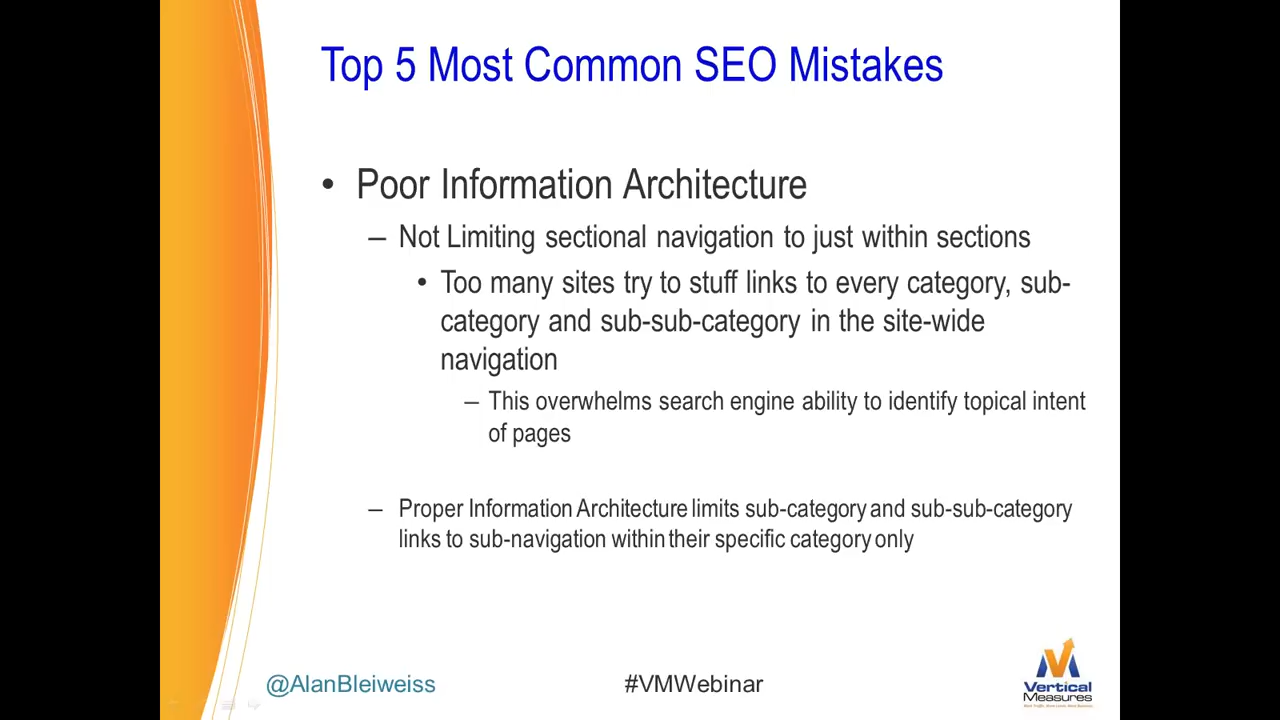 Top 5 Most Common SEO Mistakes
• Poor Information Architecture
– Not Limiting sectional navigation to just within sections
• Too many sites try to stuff links to every category, sub-
category and sub-sub-category in the site-wide
navigation
– This overwhelms search engine ability to identify topical intent
of pages
– Proper Information Architecture limits sub-category and sub-sub-category
links to sub-navigation within their specific category only
@AlanBleiweiss
#VMWebinar
Vertical
Measures